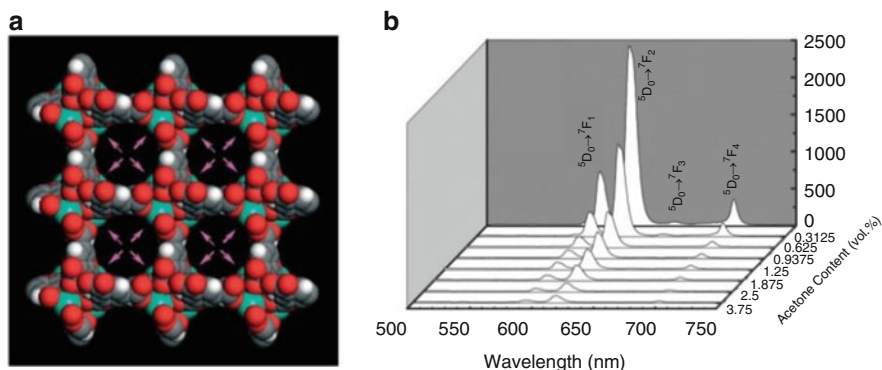 a
b
2500
2000
1500
1000
500
0
⁵D₀→⁷F₁
⁵D₀→⁷F₂
⁵D₀→⁷F₃
⁵D₀→⁷F₄
0.3125
0.625
0.9375
1.25
1.875
2.5
3.75
Acetone Content (vol.%)
500 550 600 650 700 750
Wavelength (nm)